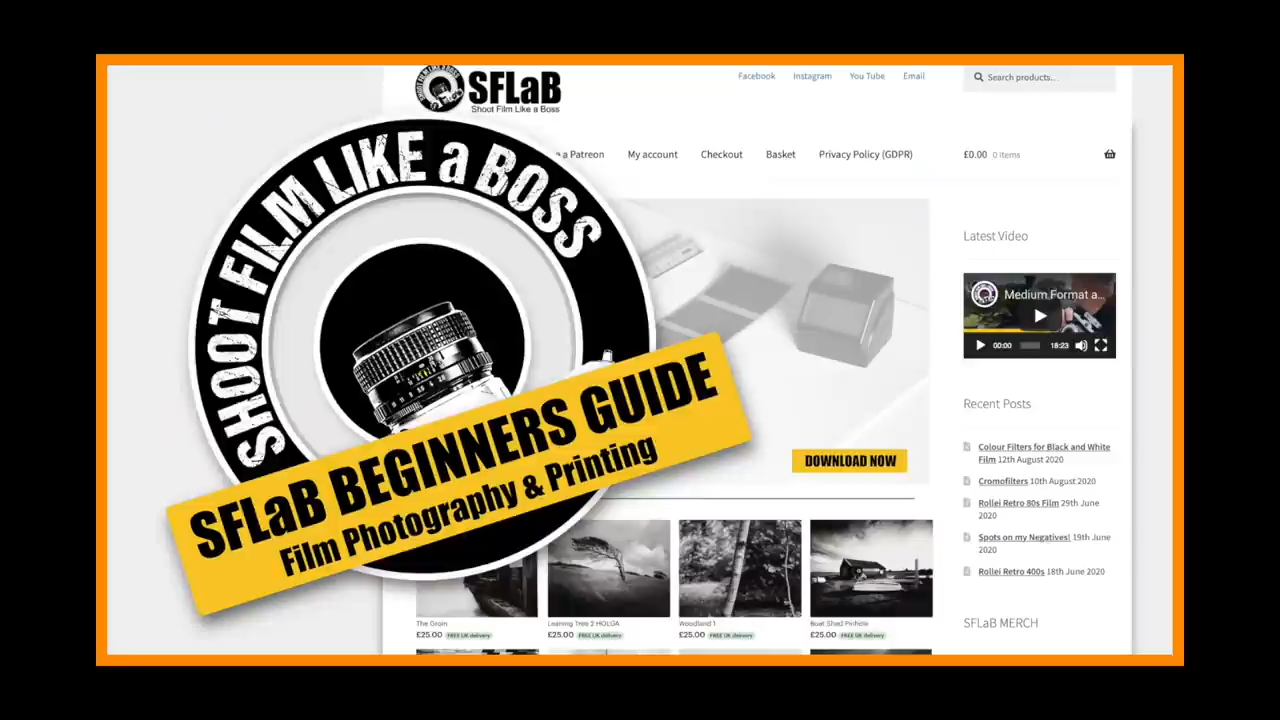 SFLaB
Shoot Film Like a Boss
Facebook Instagram You Tube Email
Search products…
a Patreon My account Checkout Basket Privacy Policy (GDPR)
£0.00 0 items
SHOOT FILM LIKE a BOSS
SFLaB BEGINNERS GUIDE
Film Photography & Printing
DOWNLOAD NOW
The Groin
£25.00 FREE UK delivery
Leaning Tree 2 HOLGA
£25.00 FREE UK delivery
Woodland 1
£25.00 FREE UK delivery
Boat Shed Pinhole
£25.00 FREE UK delivery
Latest Video
Medium Format a...
00:00 18:23
Recent Posts
Colour Filters for Black and White
Film 12th August 2020
Cromofilters 10th August 2020
Rollei Retro 80s Film 29th June
2020
Spots on my Negatives! 19th June
2020
Rollei Retro 400s 18th June 2020
SFLaB MERCH